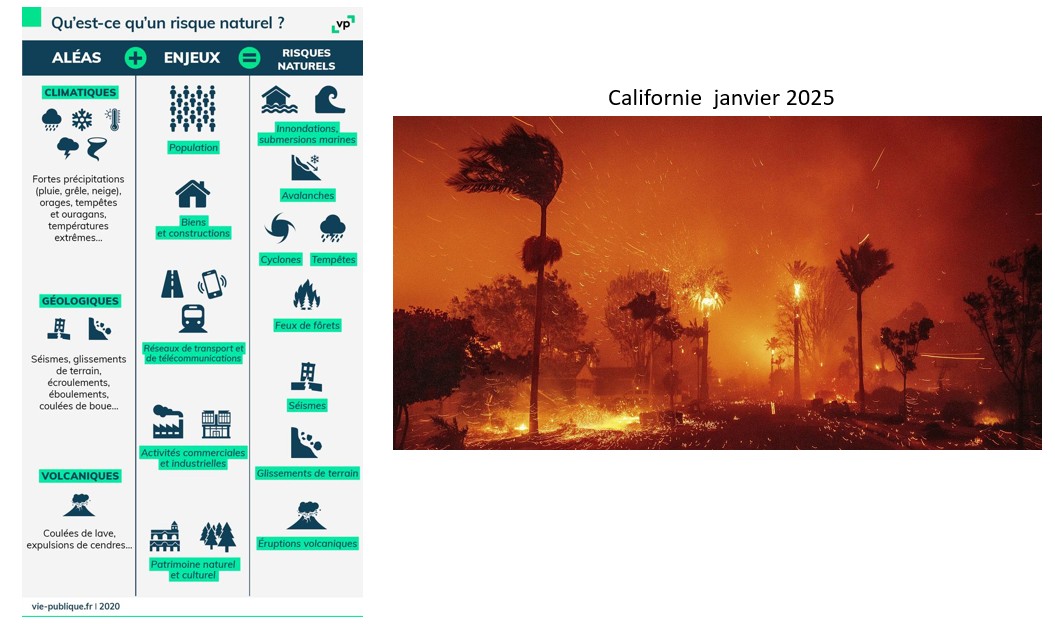 Qu'est-ce qu'un risque naturel ?
vp
ALÉAS
ENJEUX
RISQUES
NATURELS
CLIMATIQUES
Fortes précipitations
(pluie, grêle, neige),
orages, tempêtes
et ouragans,
températures
extrêmes...
GÉOLOGIQUES
Séismes, glissements
de terrain,
écroulements,
éboulements,
coulées de boue...
VOLCANIQUES
Coulées de lave,
expulsions de cendres...
Population
Biens
et constructions
Réseaux de transport et
de télécommunications
Activités commerciales
et industrielles
Patrimoine naturel
et culturel
Innondations,
submersions marines
Avalanches
Cyclones
Tempêtes
Feux de fôrets
Séismes
Glissements de terrain
Éruptions volcaniques
vie-publique.fr | 2020
Californie janvier 2025